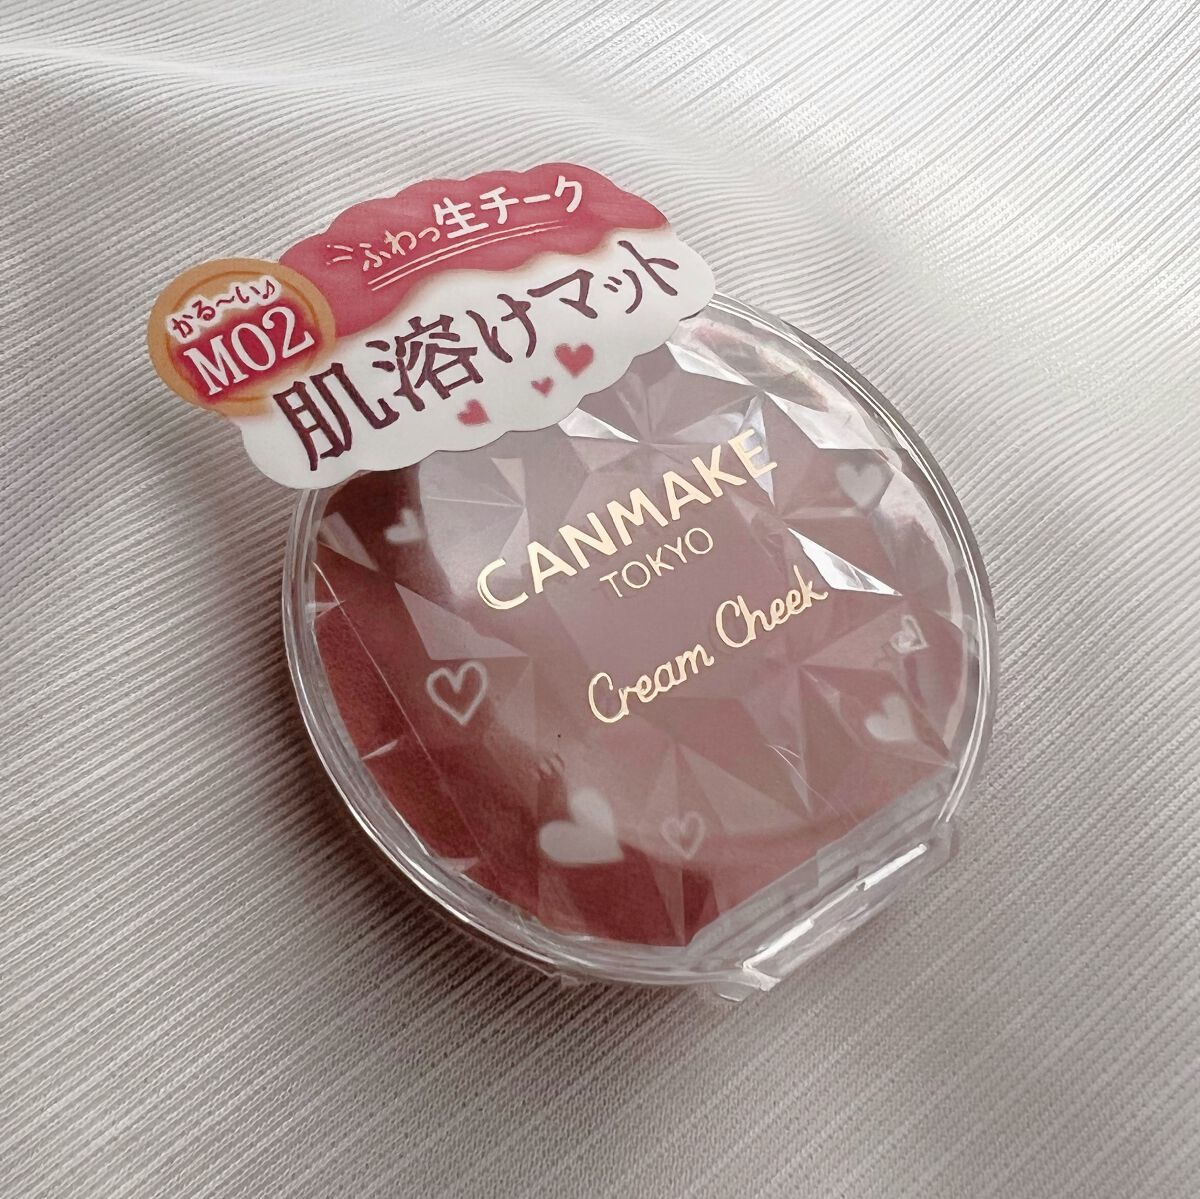 ふわっ生チーク
かる〜い♪
M02
肌溶けマット
CANMAKE
TOKYO
Cream Cheek